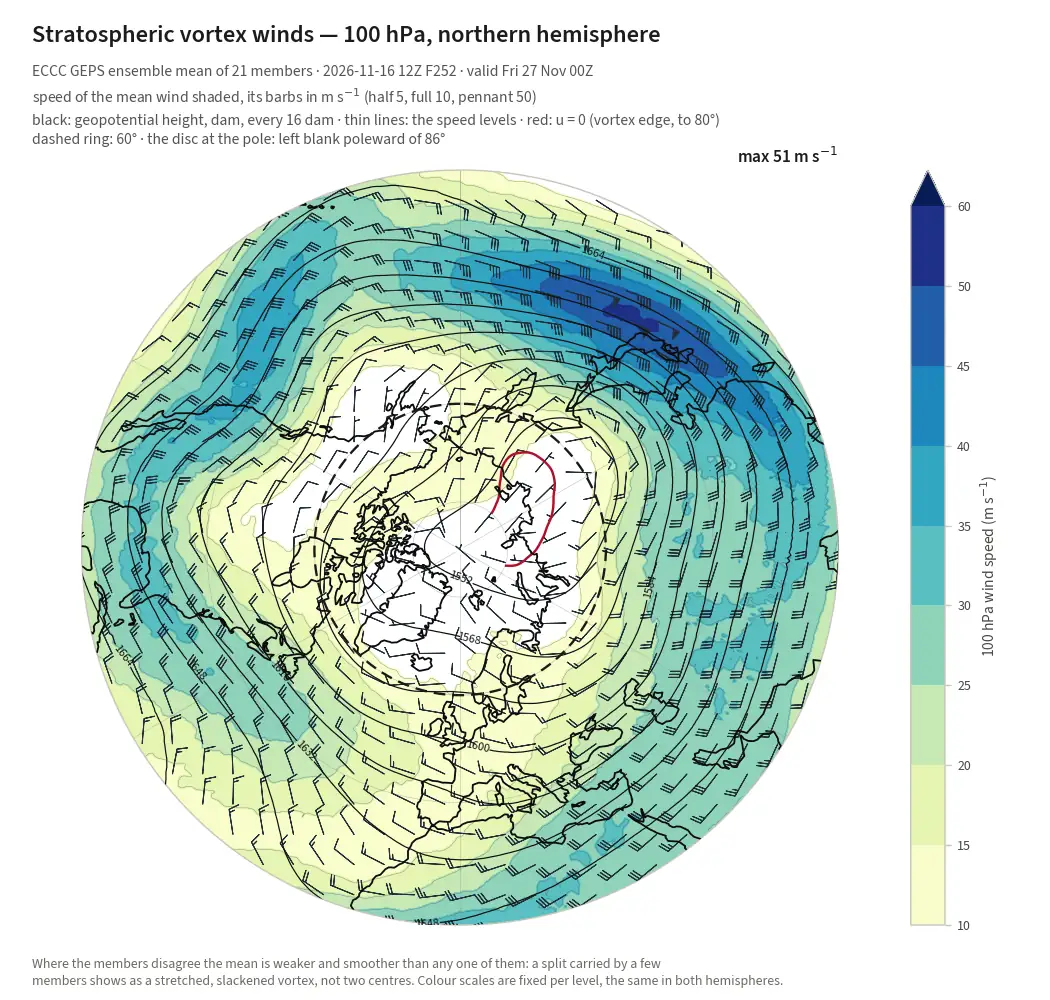 Stratospheric vortex winds — 100 hPa, northern hemisphere
ECCC GEPS ensemble mean of 21 members · 2026-11-16 12Z F252 · valid Fri 27 Nov 00Z
speed of the mean wind shaded, its barbs in m s⁻¹ (half 5, full 10, pennant 50)
black: geopotential height, dam, every 16 dam · thin lines: the speed levels · red: u = 0 (vortex edge, to 80°)
dashed ring: 60° · the disc at the pole: left blank poleward of 86°
max 51 m s⁻¹
1664
1552
1584
1568
1664
1648
1600
1632
1648
60
50
45
40
35
30
25
20
15
10
100 hPa wind speed (m s⁻¹)
Where the members disagree the mean is weaker and smoother than any one of them: a split carried by a few
members shows as a stretched, slackened vortex, not two centres. Colour scales are fixed per level, the same in both hemispheres.